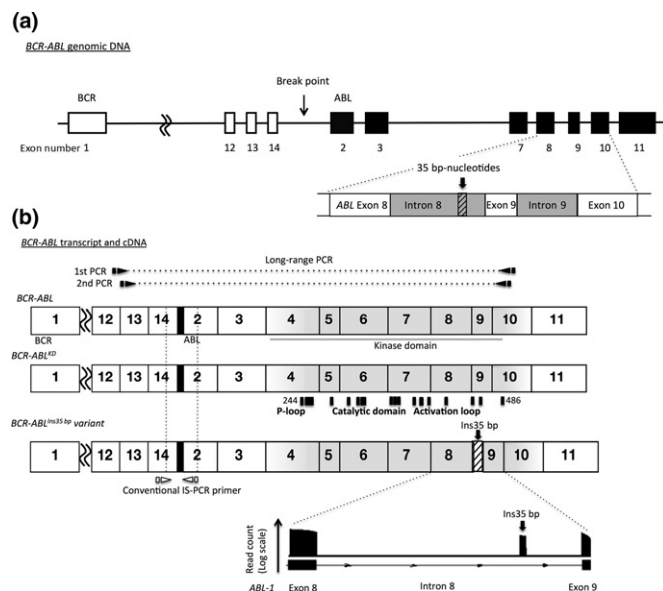 (a)
BCR-ABL genomic DNA
Break point
BCR ABL
Exon number 1 12 13 14 2 3 7 8 9 10 11
35 bp-nucleotides
ABL Exon 8 Intron 8 Exon 9 Intron 9 Exon 10
(b)
BCR-ABL transcript and cDNA
Long-range PCR
1st PCR
2nd PCR
BCR-ABL
1 12 13 14 2 3 4 5 6 7 8 9 10 11
BCR ABL Kinase domain
BCR-ABLKD
1 12 13 14 2 3 4 5 6 7 8 9 10 11
244 486
P-loop Catalytic domain Activation loop
BCR-ABLIns35 bp variant
Ins35 bp
1 12 13 14 2 3 4 5 6 7 8 9 10 11
Conventional IS-PCR primer
Ins35 bp
Read count
(Log scale)
ABL-1 Exon 8 Intron 8 Exon 9